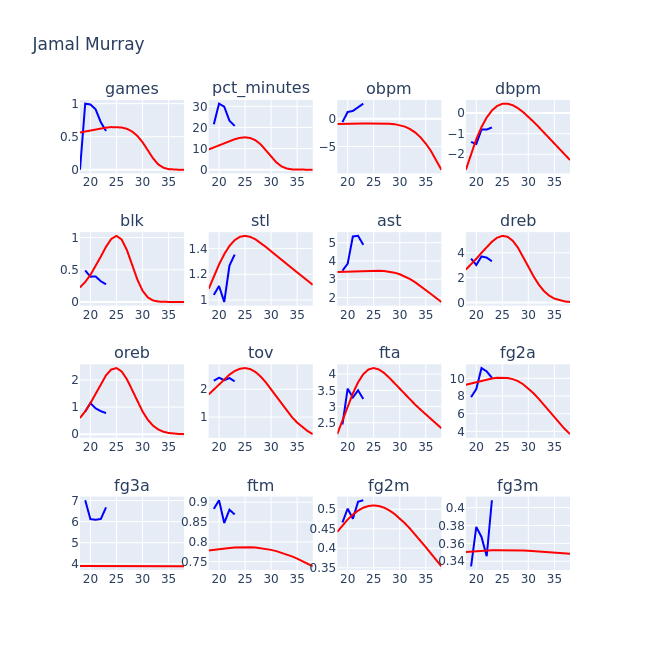 Jamal Murray
games
pct_minutes
obpm
dbpm
1
0.5
0
20 25 30 35
30
20
10
0
20 25 30 35
0
−5
20 25 30 35
0
−1
−2
20 25 30 35
blk
stl
ast
dreb
1
0.5
0
20 25 30 35
1.4
1.2
1
20 25 30 35
5
4
3
2
20 25 30 35
4
2
0
20 25 30 35
oreb
tov
fta
fg2a
2
1
0
20 25 30 35
2
1
20 25 30 35
4
3.5
3
2.5
20 25 30 35
10
8
6
4
20 25 30 35
fg3a
ftm
fg2m
fg3m
7
6
5
4
20 25 30 35
0.9
0.85
0.8
0.75
20 25 30 35
0.5
0.45
0.4
0.35
20 25 30 35
0.4
0.38
0.36
0.34
20 25 30 35